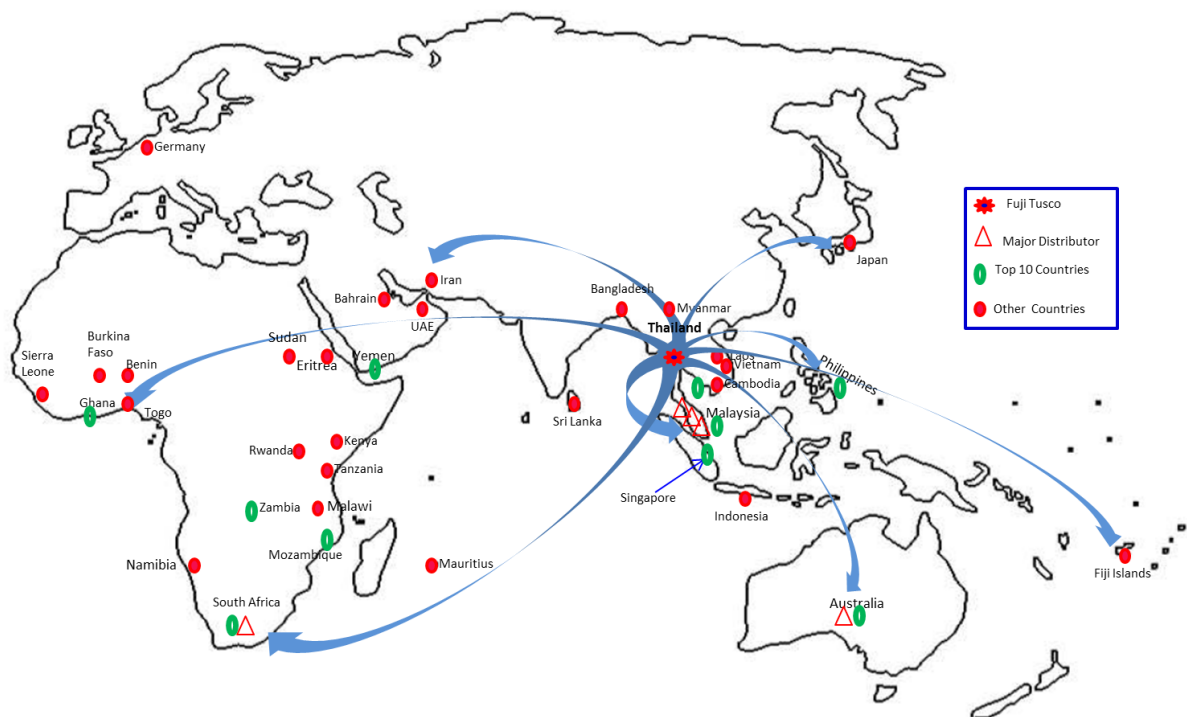 Germany
Fuji Tusco
Major Distributor
Top 10 Countries
Other Countries
Japan
Iran
Bahrain
UAE
Bangladesh
Myanmar
Thailand
Laos
Vietnam
Cambodia
Philippines
Malaysia
Singapore
Indonesia
Sri Lanka
Sudan
Eritrea
Yemen
Burkina
Faso
Benin
Sierra
Leone
Ghana
Togo
Kenya
Rwanda
Tanzania
Zambia
Malawi
Mozambique
Namibia
Mauritius
South Africa
Australia
Fiji Islands